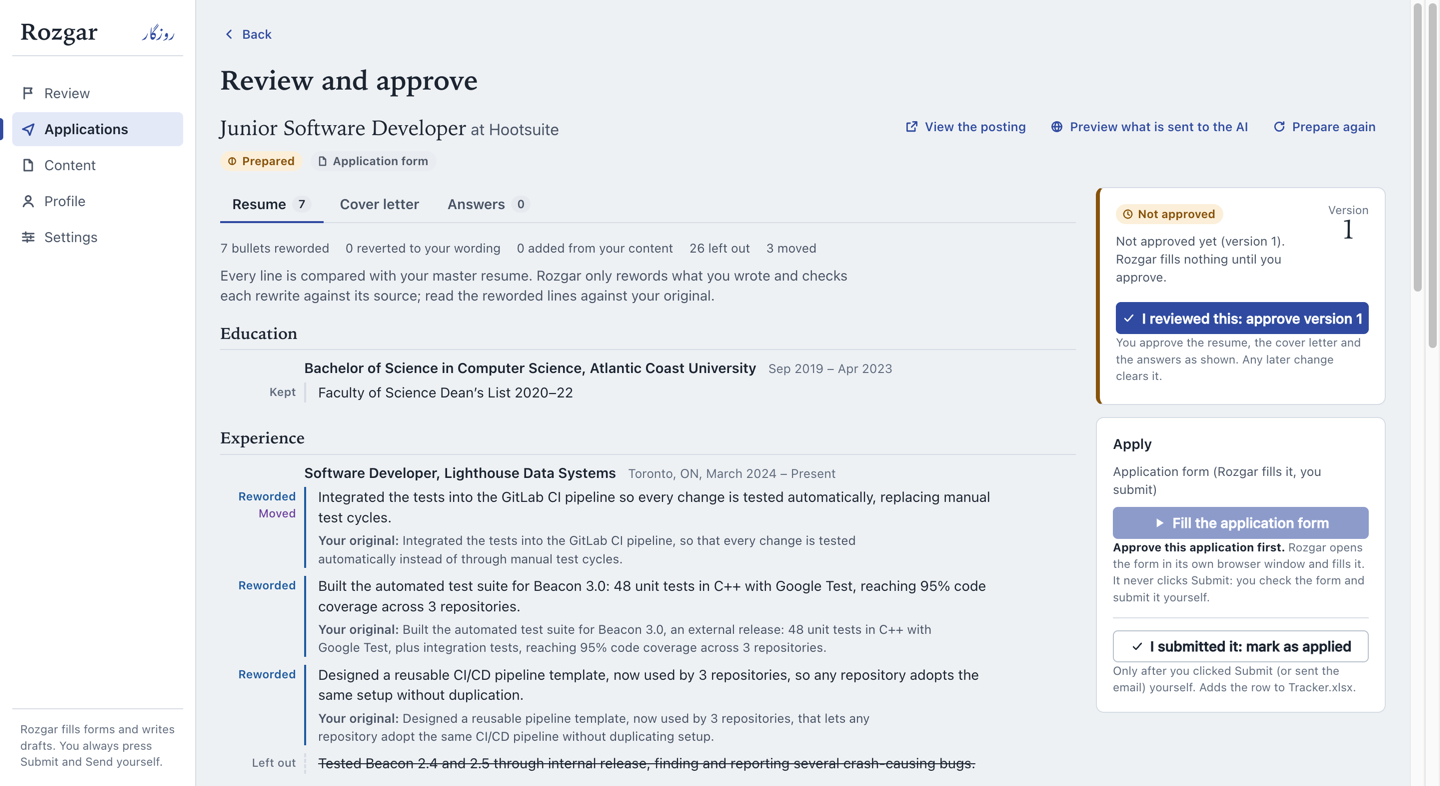 Rozgar
روزگار
Review
Applications
Content
Profile
Settings
Rozgar fills forms and writes
drafts. You always press
Submit and Send yourself.
Back
Review and approve
Junior Software Developer at Hootsuite
View the posting
Preview what is sent to the AI
Prepare again
Prepared
Application form
Resume 7
Cover letter
Answers 0
7 bullets reworded 0 reverted to your wording 0 added from your content 26 left out 3 moved
Every line is compared with your master resume. Rozgar only rewords what you wrote and checks
each rewrite against its source; read the reworded lines against your original.
Education
Bachelor of Science in Computer Science, Atlantic Coast University Sep 2019 – Apr 2023
Kept
Faculty of Science Dean's List 2020–22
Experience
Software Developer, Lighthouse Data Systems Toronto, ON, March 2024 – Present
Reworded
Moved
Integrated the tests into the GitLab CI pipeline so every change is tested automatically, replacing manual
test cycles.
Your original: Integrated the tests into the GitLab CI pipeline, so that every change is tested
automatically instead of through manual test cycles.
Reworded
Built the automated test suite for Beacon 3.0: 48 unit tests in C++ with Google Test, reaching 95% code
coverage across 3 repositories.
Your original: Built the automated test suite for Beacon 3.0, an external release: 48 unit tests in C++ with
Google Test, plus integration tests, reaching 95% code coverage across 3 repositories.
Reworded
Designed a reusable CI/CD pipeline template, now used by 3 repositories, so any repository adopts the
same setup without duplication.
Your original: Designed a reusable pipeline template, now used by 3 repositories, that lets any
repository adopt the same CI/CD pipeline without duplicating setup.
Left out
Tested Beacon 2.4 and 2.5 through internal release, finding and reporting several crash-causing bugs.
Not approved
Version
1
Not approved yet (version 1).
Rozgar fills nothing until you
approve.
I reviewed this: approve version 1
You approve the resume, the cover letter and
the answers as shown. Any later change
clears it.
Apply
Application form (Rozgar fills it, you
submit)
Fill the application form
Approve this application first. Rozgar opens
the form in its own browser window and fills it.
It never clicks Submit: you check the form and
submit it yourself.
I submitted it: mark as applied
Only after you clicked Submit (or sent the
email) yourself. Adds the row to Tracker.xlsx.